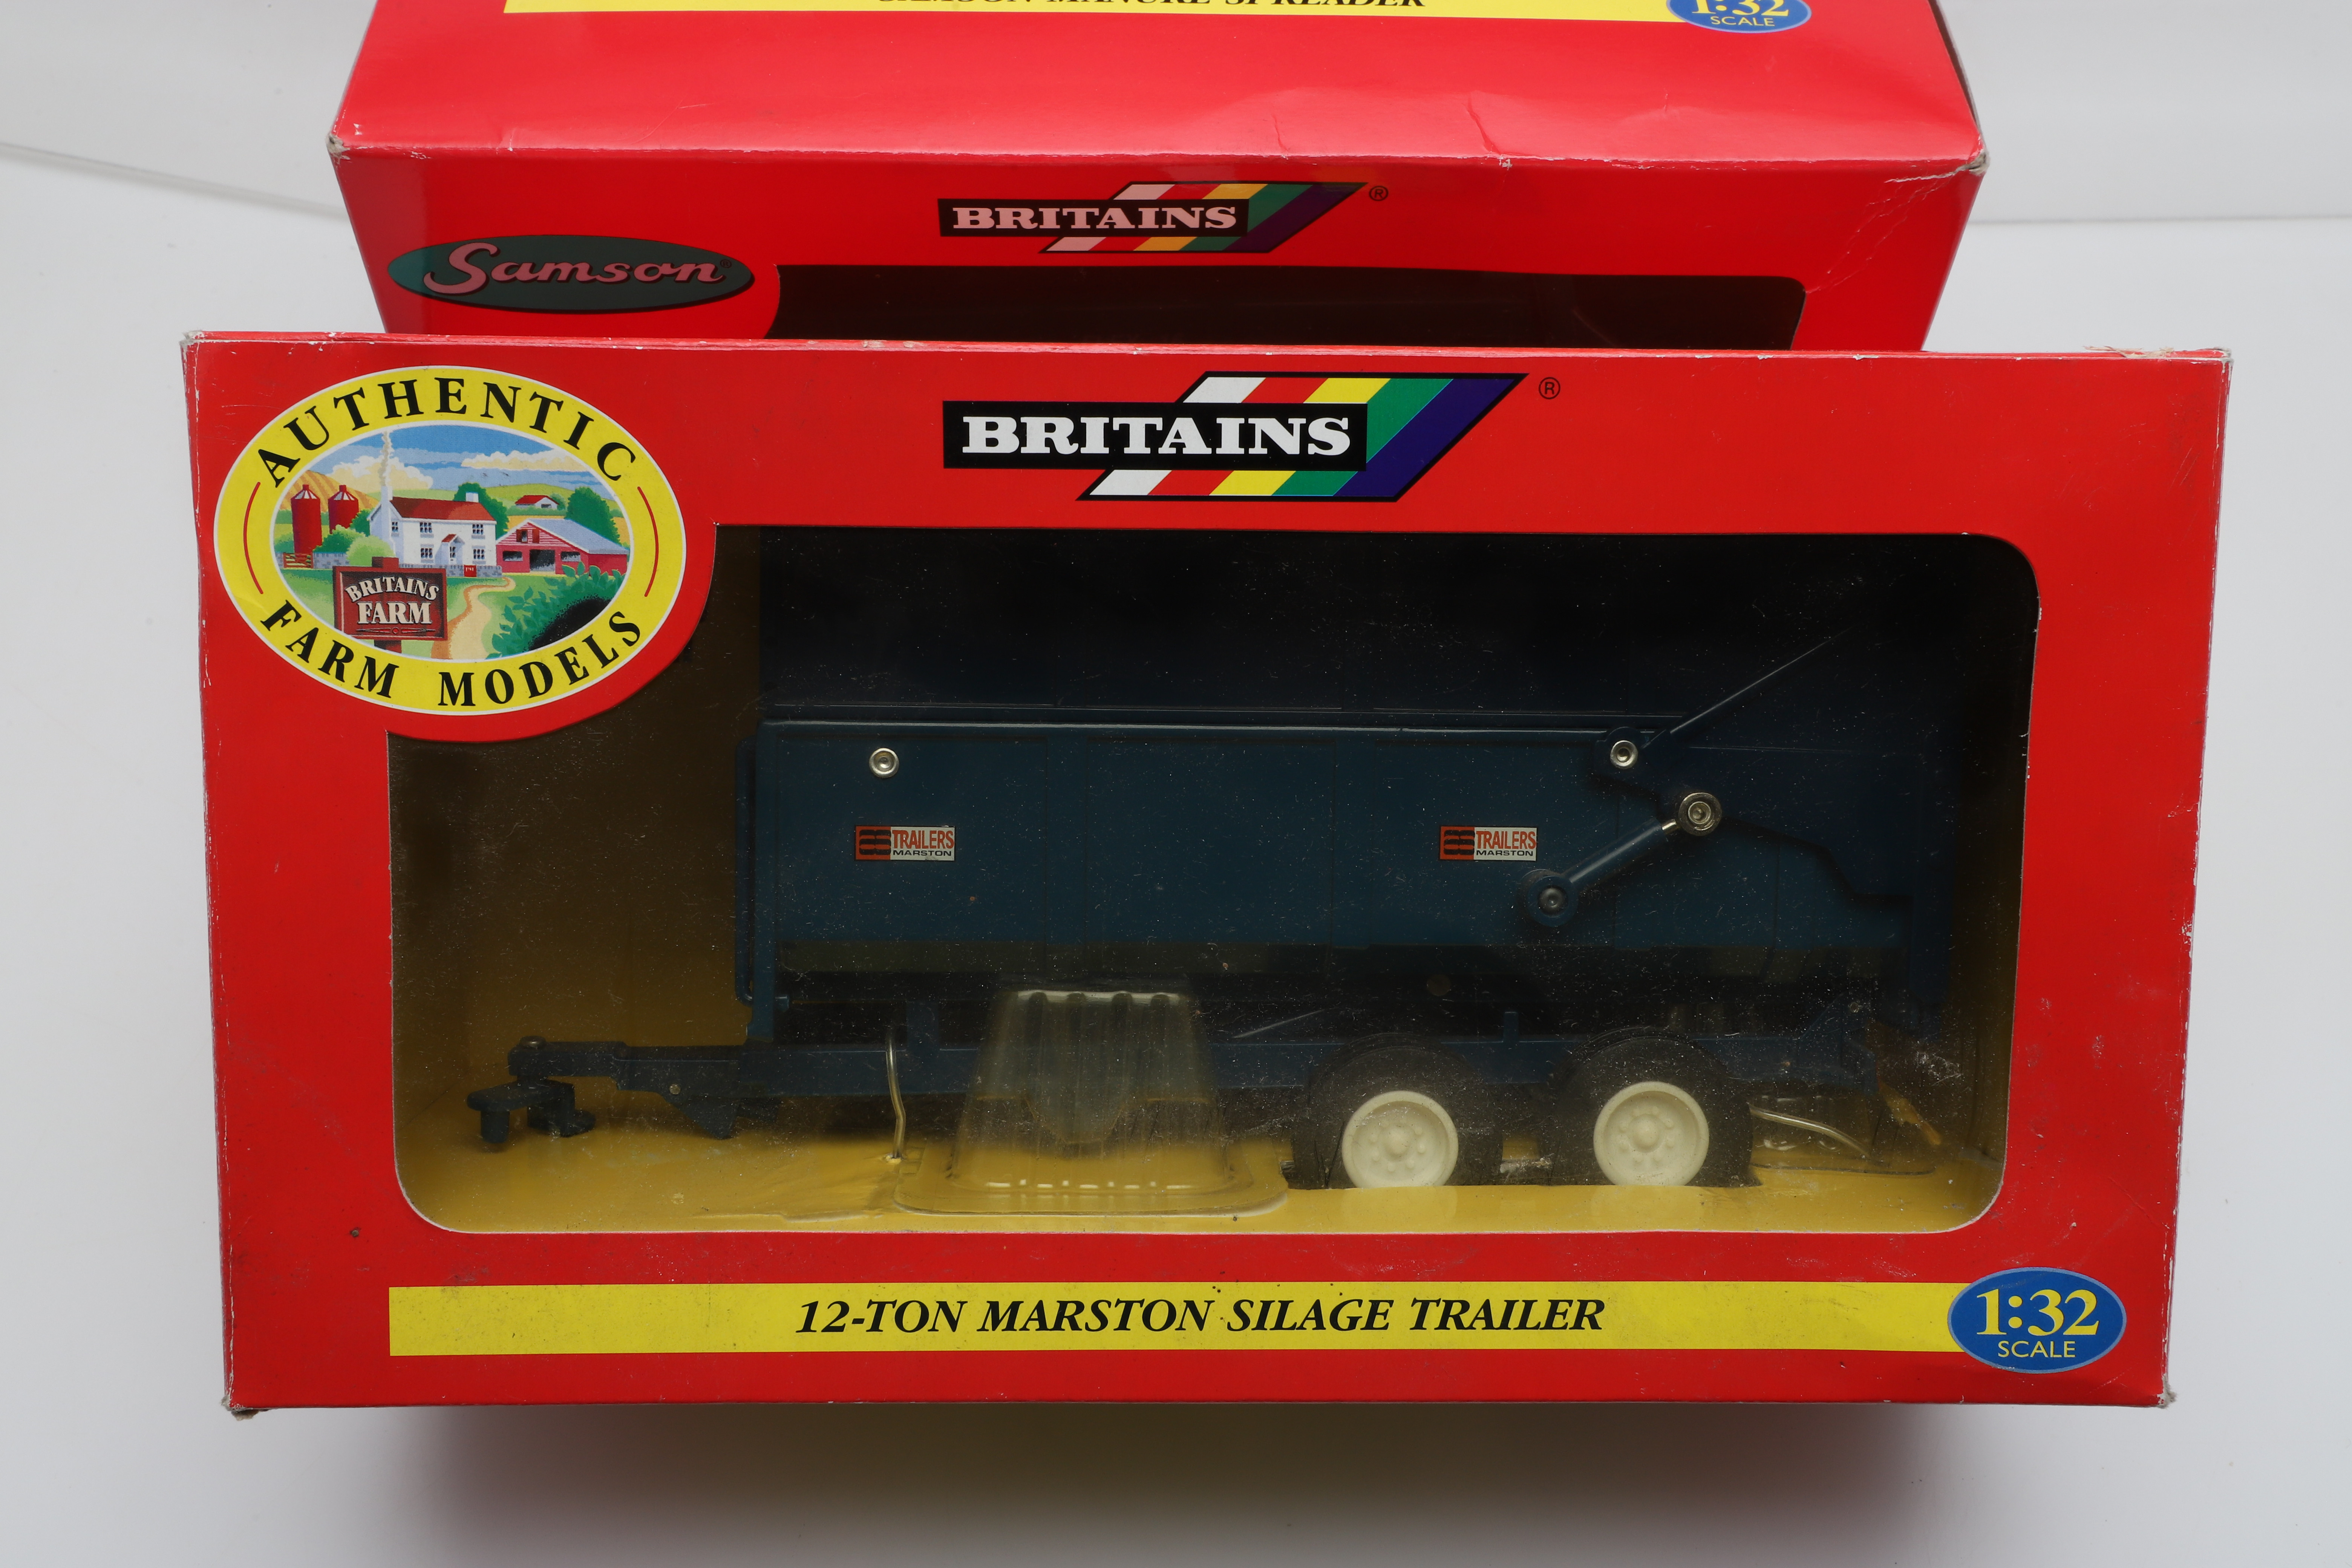 SAMSON MANURE SPREADER
1:32
SCALE
BRITAINS ®
Samson®
AUTHENTIC
BRITAINS
FARM
FARM MODELS
BRITAINS ®
TRAILERS
MARSTON
TRAILERS
MARSTON
12-TON MARSTON SILAGE TRAILER
1:32
SCALE